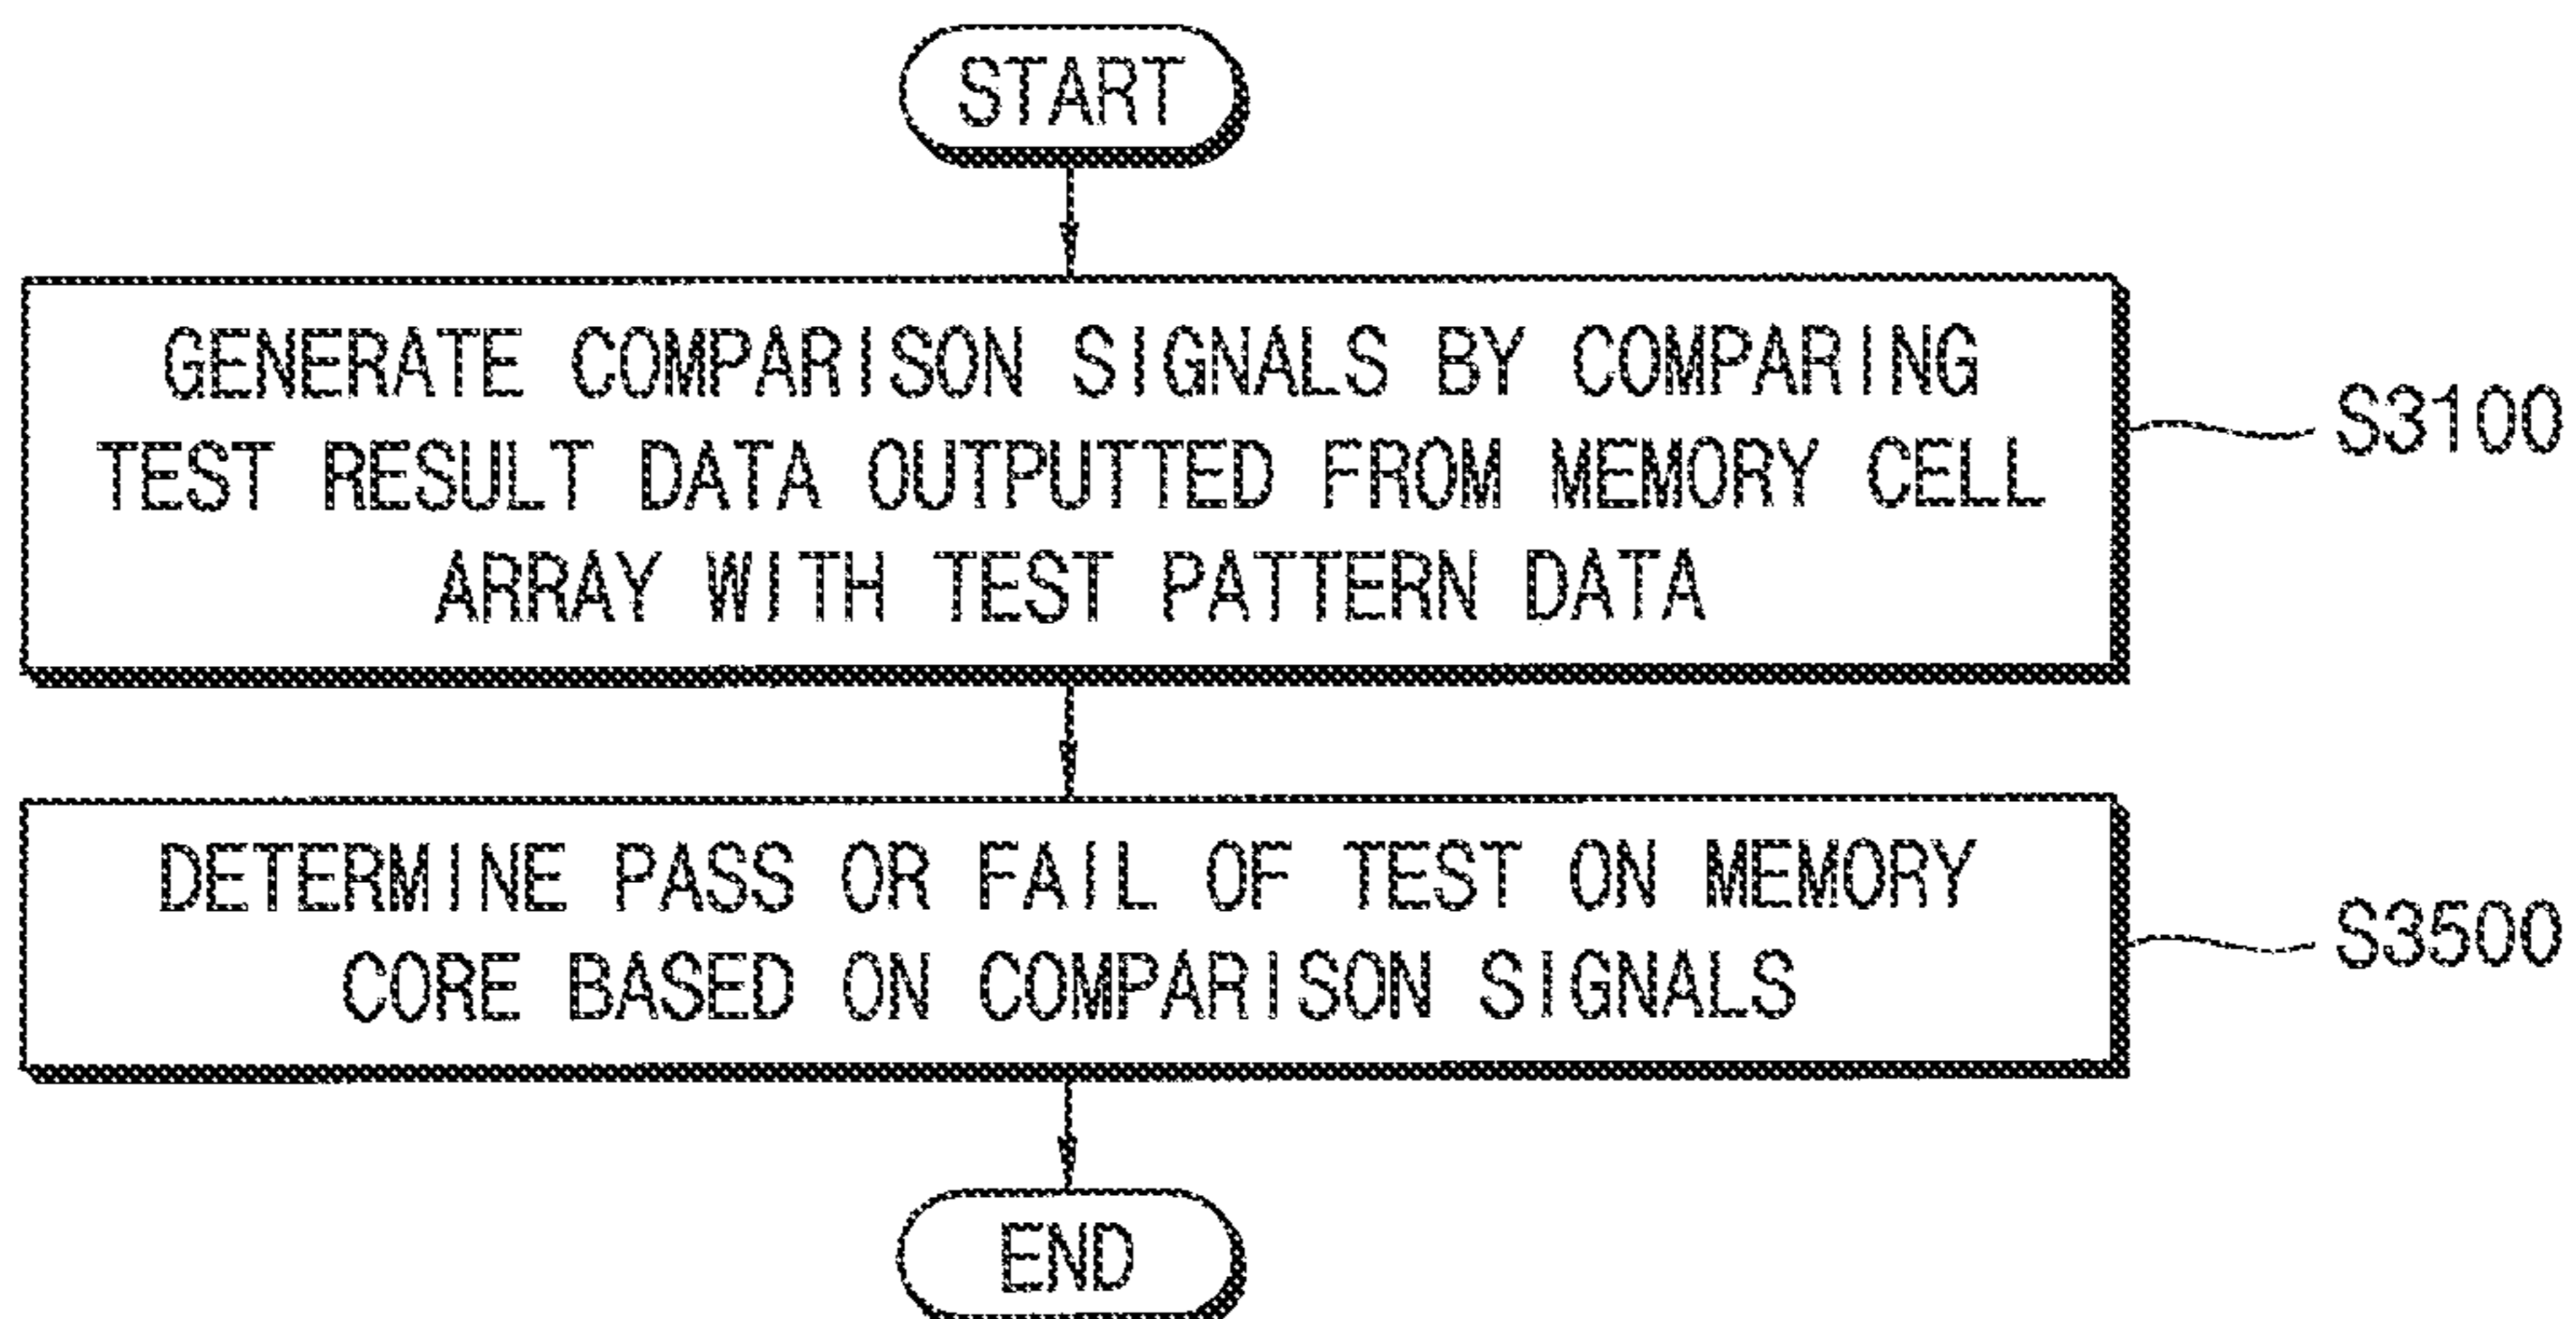 START
GENERATE COMPARISON SIGNALS BY COMPARING
TEST RESULT DATA OUTPUTTED FROM MEMORY CELL
ARRAY WITH TEST PATTERN DATA
S3100
DETERMINE PASS OR FAIL OF TEST ON MEMORY
CORE BASED ON COMPARISON SIGNALS
S3500
END